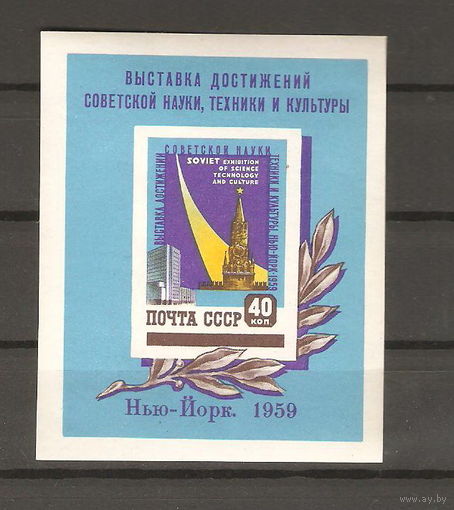 ВЫСТАВКА ДОСТИЖЕНИЙ
СОВЕТСКОЙ НАУКИ, ТЕХНИКИ И КУЛЬТУРЫ
ВЫСТАВКА ДОСТИЖЕНИЙ
СОВЕТСКОЙ НАУКИ
ТЕХНИКИ И КУЛЬТУРЫ. НЬЮ-ЙОРК 1959
SOVIET EXHIBITION
OF SCIENCE
TECHNOLOGY
AND CULTURE
ПОЧТА СССР
40
КОП
Нью-Йорк. 1959
www.ay.by